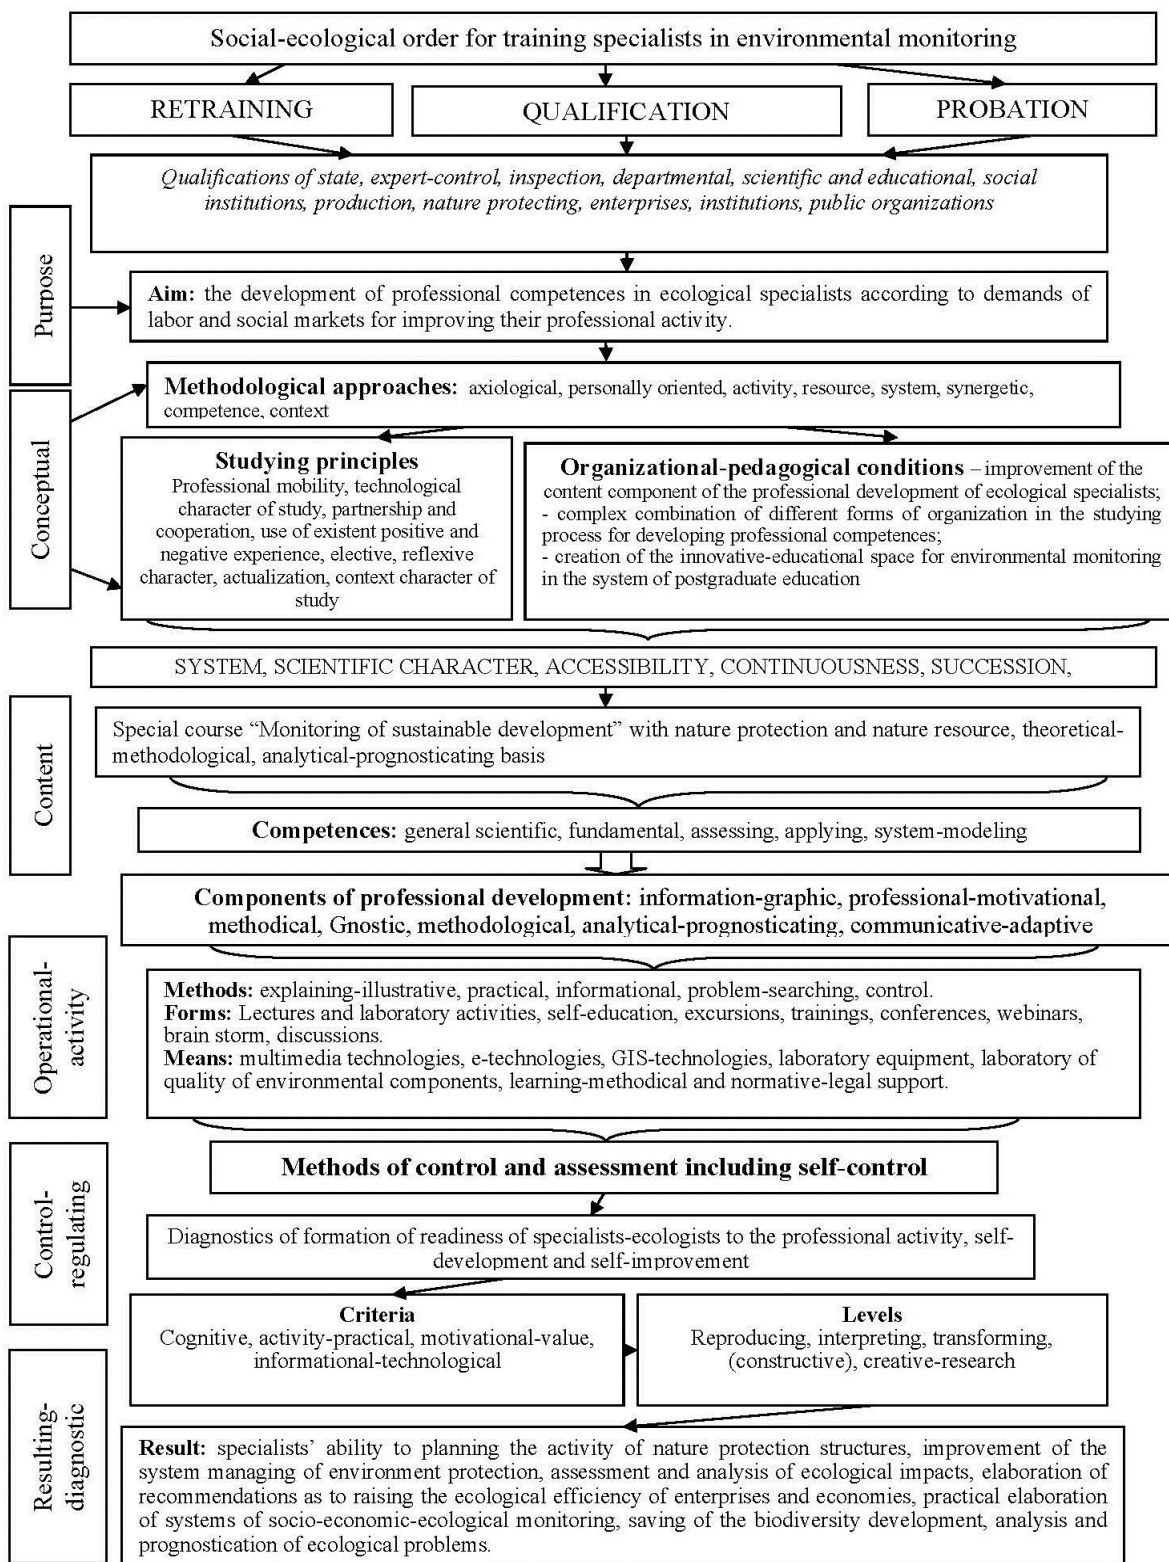 Social-ecological order for training specialists in environmental monitoring
RETRAINING
QUALIFICATION
PROBATION
Qualifications of state, expert-control, inspection, departmental, scientific and educational, social
institutions, production, nature protecting, enterprises, institutions, public organizations
Purpose
Aim: the development of professional competences in ecological specialists according to demands of
labor and social markets for improving their professional activity.
Conceptual
Methodological approaches: axiological, personally oriented, activity, resource, system, synergetic,
competence, context
Studying principles
Professional mobility, technological
character of study, partnership and
cooperation, use of existent positive and
negative experience, elective, reflexive
character, actualization, context character of
study
Organizational-pedagogical conditions – improvement of the
content component of the professional development of ecological specialists;
- complex combination of different forms of organization in the studying
process for developing professional competences;
- creation of the innovative-educational space for environmental monitoring
in the system of postgraduate education
SYSTEM, SCIENTIFIC CHARACTER, ACCESSIBILITY, CONTINUOUSNESS, SUCCESSION,
Content
Special course “Monitoring of sustainable development” with nature protection and nature resource, theoretical-
methodological, analytical-prognosticating basis
Competences: general scientific, fundamental, assessing, applying, system-modeling
Components of professional development: information-graphic, professional-motivational,
methodical, Gnostic, methodological, analytical-prognosticating, communicative-adaptive
Operational-
activity
Methods: explaining-illustrative, practical, informational, problem-searching, control.
Forms: Lectures and laboratory activities, self-education, excursions, trainings, conferences, webinars,
brain storm, discussions.
Means: multimedia technologies, e-technologies, GIS-technologies, laboratory equipment, laboratory of
quality of environmental components, learning-methodical and normative-legal support.
Control-
regulating
Methods of control and assessment including self-control
Diagnostics of formation of readiness of specialists-ecologists to the professional activity, self-
development and self-improvement
Criteria
Cognitive, activity-practical, motivational-value,
informational-technological
Levels
Reproducing, interpreting, transforming,
(constructive), creative-research
Resulting-
diagnostic
Result: specialists’ ability to planning the activity of nature protection structures, improvement of the
system managing of environment protection, assessment and analysis of ecological impacts, elaboration of
recommendations as to raising the ecological efficiency of enterprises and economies, practical elaboration
of systems of socio-economic-ecological monitoring, saving of the biodiversity development, analysis and
prognostication of ecological problems.